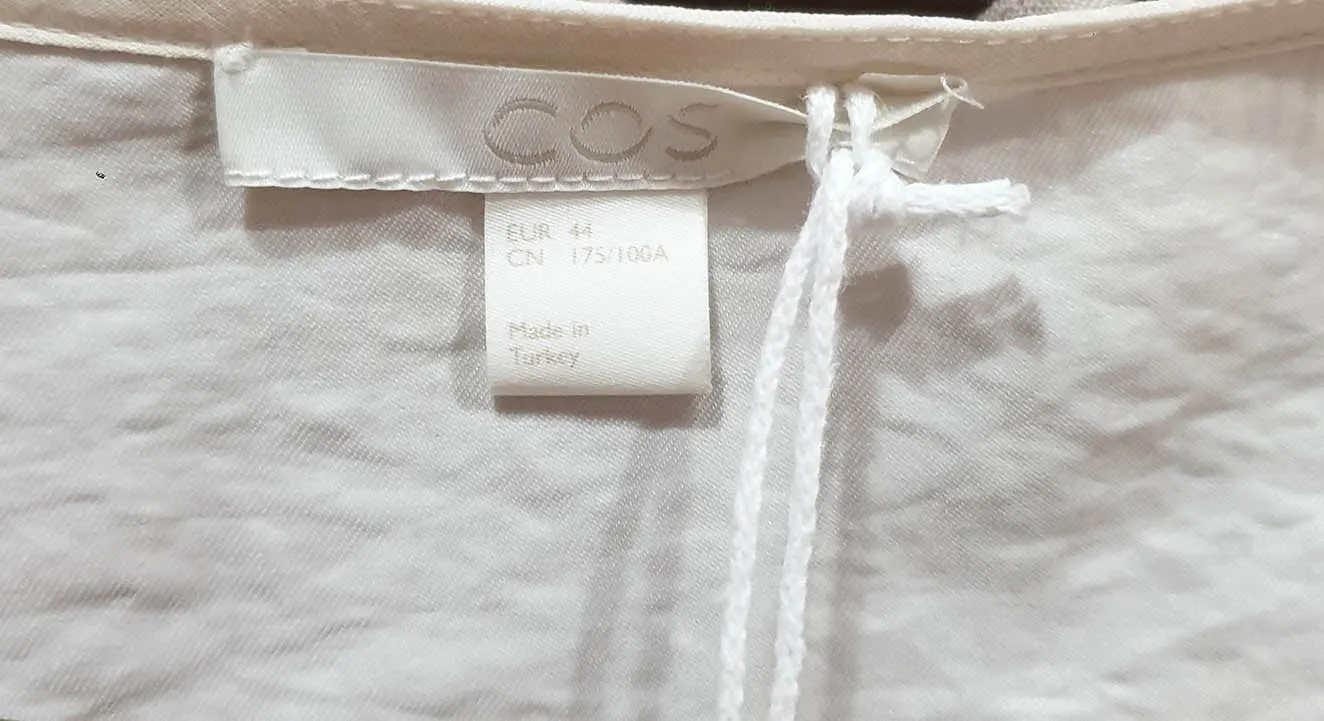 COS
EUR 44
CN 175/100A
Made in
Turkey